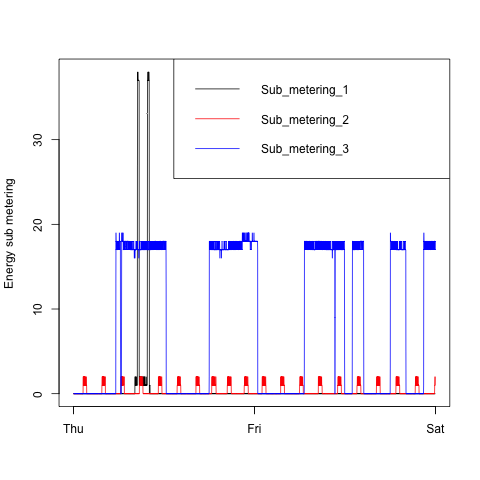 Sub_metering_1
Sub_metering_2
Sub_metering_3
Energy sub metering
30
20
10
0
Thu Fri Sat